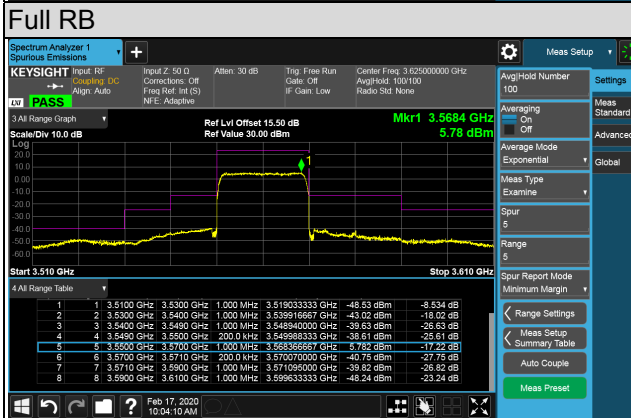 Full RB
Spectrum Analyzer 1
Spurious Emissions
Meas Setup
KEYSIGHT
Input: RF
Coupling: DC
Align: Auto
Input Z: 50 Ω
Corrections: Off
Freq Ref: Int (S)
NFE: Adaptive
Atten: 30 dB
Trig: Free Run
Gate: Off
IF Gain: Low
Center Freq: 3.625000000 GHz
Avg|Hold: 100/100
Radio Std: None
LXI PASS
3 All Range Graph
Scale/Div 10.0 dB
Ref Lvl Offset 15.50 dB
Ref Value 30.00 dBm
Mkr1 3.5684 GHz
5.78 dBm
Log
20.0
10.0
0.00
-10.0
-20.0
-30.0
-40.0
-50.0
-60.0
1
Start 3.510 GHz
Stop 3.610 GHz
4 All Range Table
1 1 3.5100 GHz 3.5300 GHz 1.000 MHz 3.519033333 GHz -48.53 dBm -8.534 dB
2 2 3.5300 GHz 3.5400 GHz 1.000 MHz 3.539916667 GHz -43.02 dBm -18.02 dB
3 3 3.5400 GHz 3.5490 GHz 1.000 MHz 3.548940000 GHz -39.63 dBm -26.63 dB
4 4 3.5490 GHz 3.5500 GHz 200.0 kHz 3.549988333 GHz -38.61 dBm -25.61 dB
5 5 3.5500 GHz 3.5700 GHz 1.000 MHz 3.568366667 GHz 5.782 dBm -17.22 dB
6 6 3.5700 GHz 3.5710 GHz 200.0 kHz 3.570070000 GHz -40.75 dBm -27.75 dB
7 7 3.5710 GHz 3.5900 GHz 1.000 MHz 3.571095000 GHz -39.82 dBm -26.82 dB
8 8 3.5900 GHz 3.6100 GHz 1.000 MHz 3.599633333 GHz -48.24 dBm -23.24 dB
Avg|Hold Number
100
Averaging
On
Off
Average Mode
Exponential
Meas Type
Examine
Spur
5
Range
5
Spur Report Mode
Minimum Margin
Range Settings
Meas Setup
Summary Table
Auto Couple
Meas Preset
Settings
Meas
Standard
Advanced
Global
Feb 17, 2020
10:04:10 AM